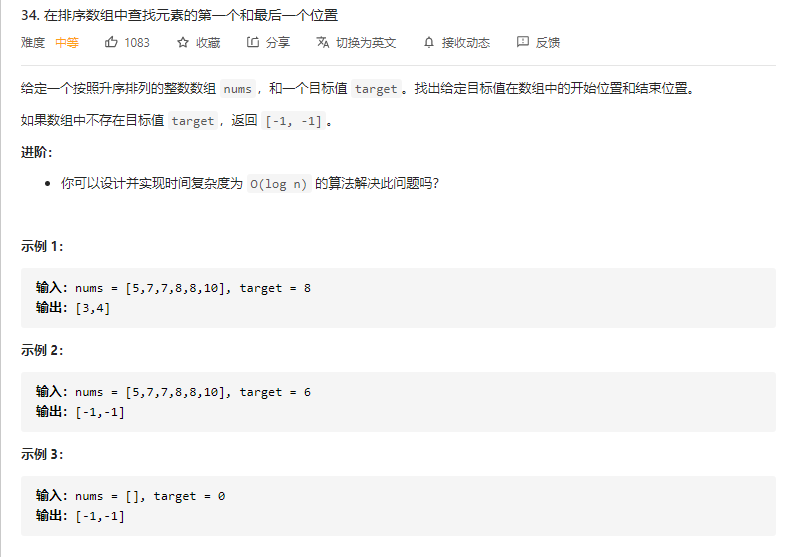 34. 在排序数组中查找元素的第一个和最后一个位置
难度 中等 1083 收藏 分享 切换为英文 接收动态 反馈
给定一个按照升序排列的整数数组 nums，和一个目标值 target。找出给定目标值在数组中的开始位置和结束位置。
如果数组中不存在目标值 target，返回 [-1, -1]。
进阶：
• 你可以设计并实现时间复杂度为 O(log n) 的算法解决此问题吗？
示例 1：
输入：nums = [5,7,7,8,8,10], target = 8
输出：[3,4]
示例 2：
输入：nums = [5,7,7,8,8,10], target = 6
输出：[-1,-1]
示例 3：
输入：nums = [], target = 0
输出：[-1,-1]